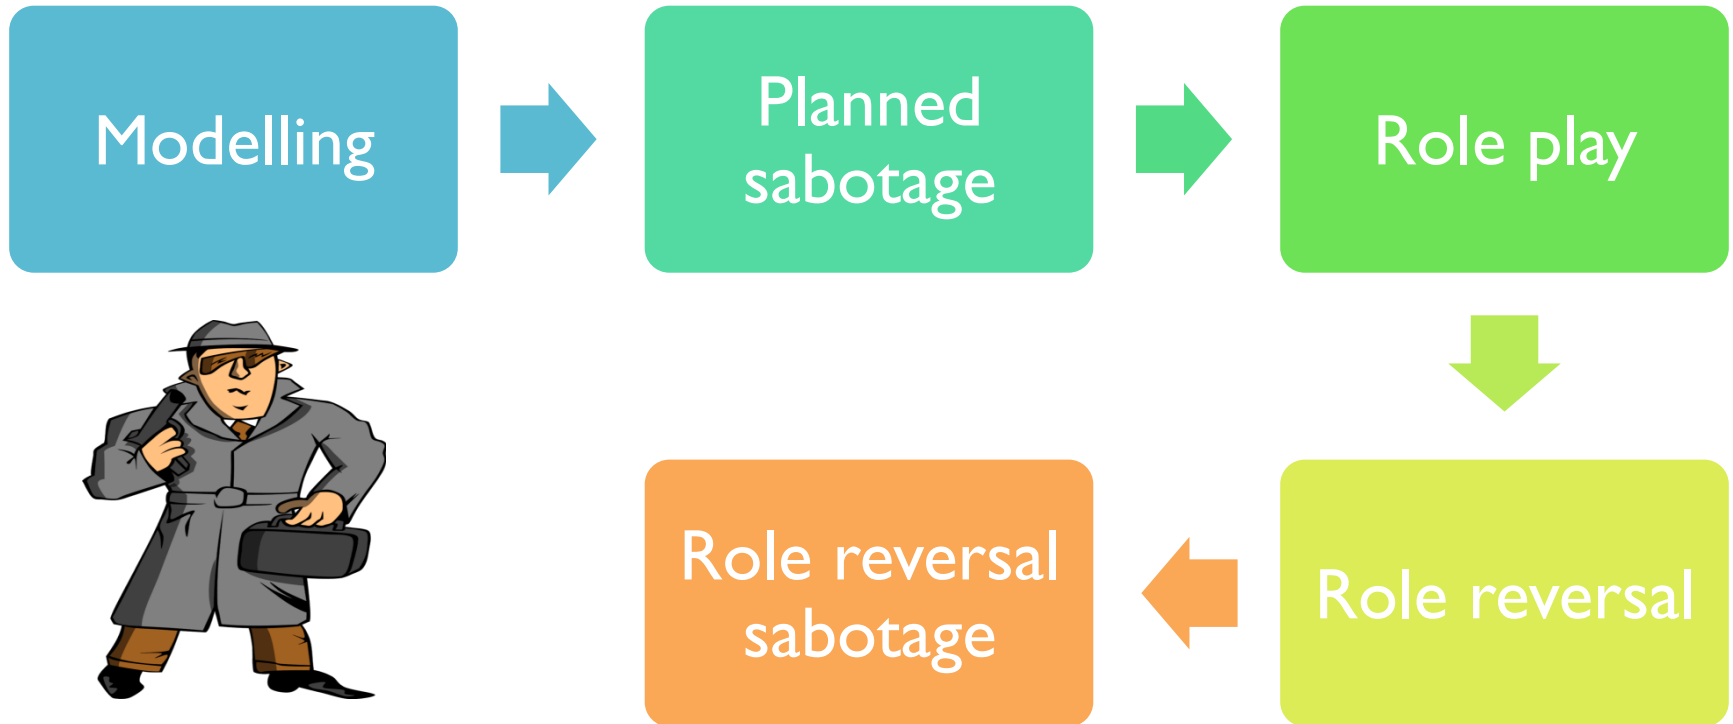 Modelling
Planned
sabotage
Role play
Role reversal
Role reversal
sabotage